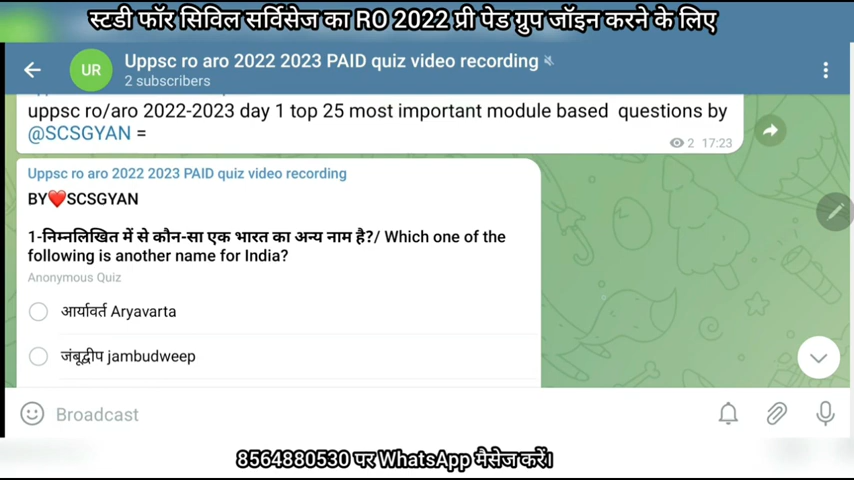 स्टडी फॉर सिविल सर्विसेज का RO 2022 प्री पेड ग्रुप जॉइन करने के लिए
UR
Uppsc ro aro 2022 2023 PAID quiz video recording
2 subscribers
uppsc ro/aro 2022-2023 day 1 top 25 most important module based questions by
@SCSGYAN =
2 17:23
Uppsc ro aro 2022 2023 PAID quiz video recording
BY❤️SCSGYAN
1-निम्नलिखित में से कौन-सा एक भारत का अन्य नाम है?/ Which one of the
following is another name for India?
Anonymous Quiz
आर्यावर्त Aryavarta
जंबूद्वीप jambudweep
Broadcast
8564880530 पर WhatsApp मैसेज करें।